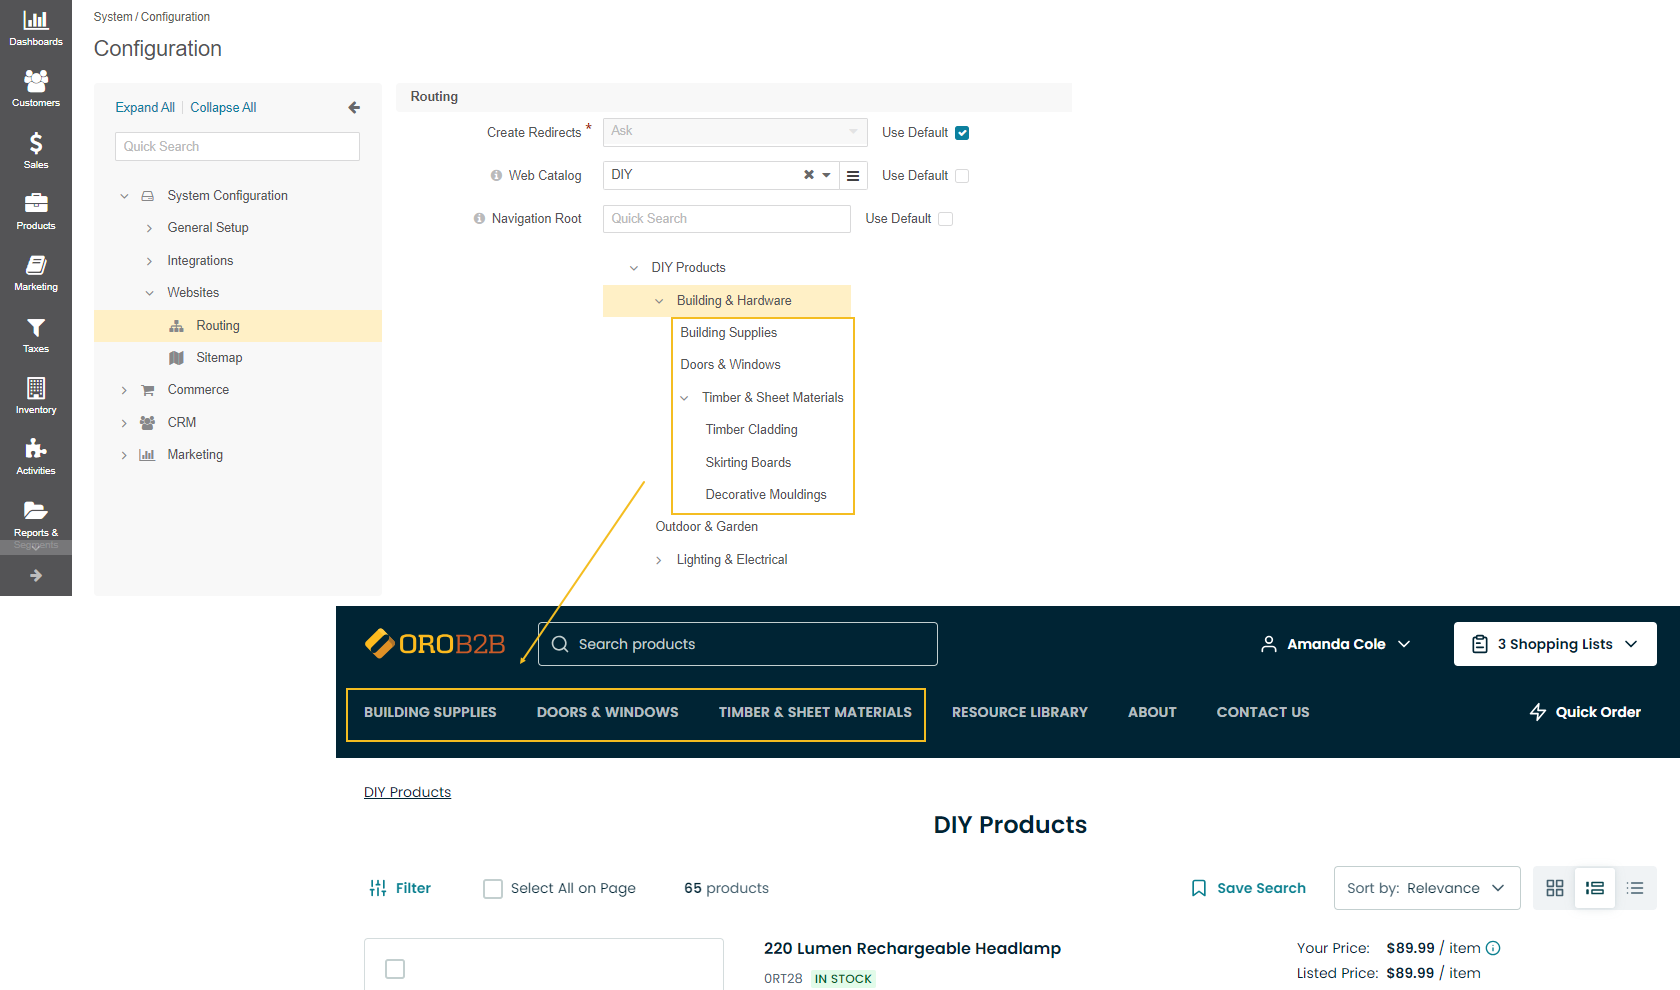 Dashboards
Customers
Sales
Products
Marketing
Taxes
Inventory
Activities
Reports &
Segments
System / Configuration
Configuration
Expand All | Collapse All
Quick Search
System Configuration
General Setup
Integrations
Websites
Routing
Sitemap
Commerce
CRM
Marketing
Routing
Create Redirects * Ask Use Default
Web Catalog DIY Use Default
Navigation Root Quick Search Use Default
DIY Products
Building & Hardware
Building Supplies
Doors & Windows
Timber & Sheet Materials
Timber Cladding
Skirting Boards
Decorative Mouldings
Outdoor & Garden
Lighting & Electrical
OROB2B Search products Amanda Cole 3 Shopping Lists
BUILDING SUPPLIES DOORS & WINDOWS TIMBER & SHEET MATERIALS RESOURCE LIBRARY ABOUT CONTACT US Quick Order
DIY Products
DIY Products
Filter Select All on Page 65 products Save Search Sort by: Relevance
220 Lumen Rechargeable Headlamp Your Price: $89.99 / item
0RT28 IN STOCK Listed Price: $89.99 / item